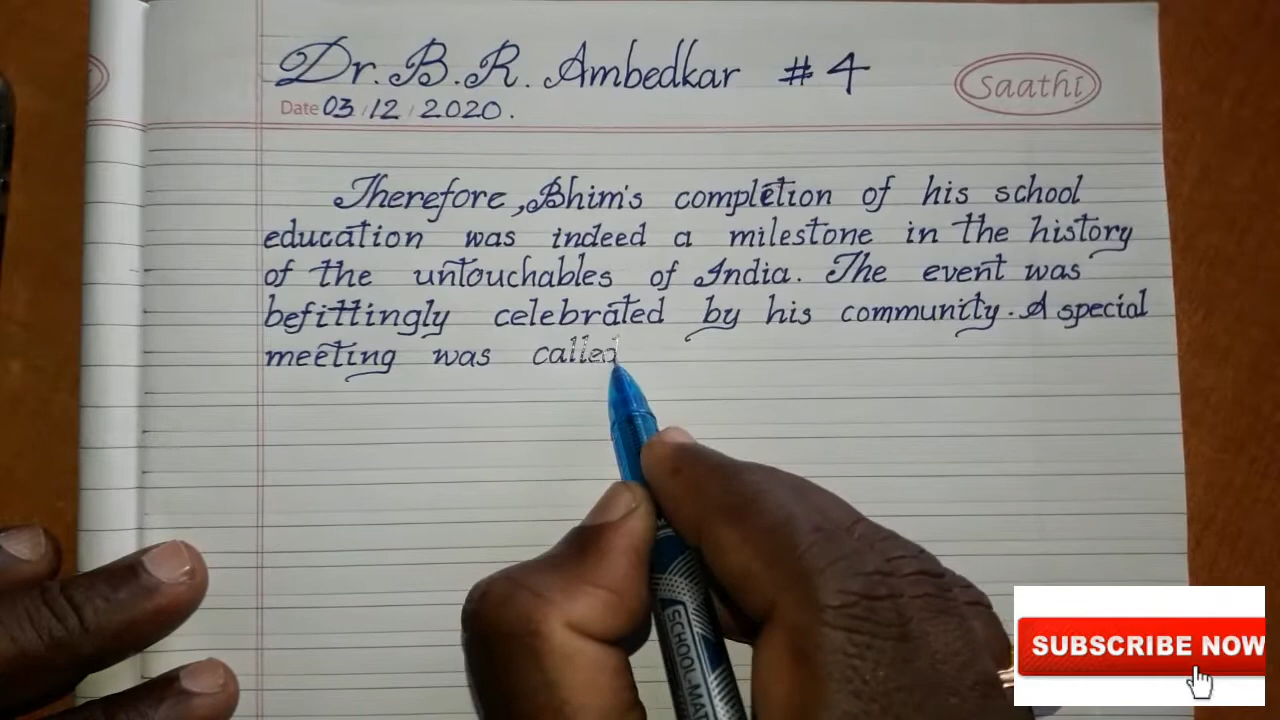 Dr. B. R. Ambedkar # 4
Saathi
Date 03/12/2020.
Therefore, Bhim's completion of his school
education was indeed a milestone in the history
of the untouchables of India. The event was
befittingly celebrated by his community. A special
meeting was called
SCHOOL-MAT
SUBSCRIBE NOW